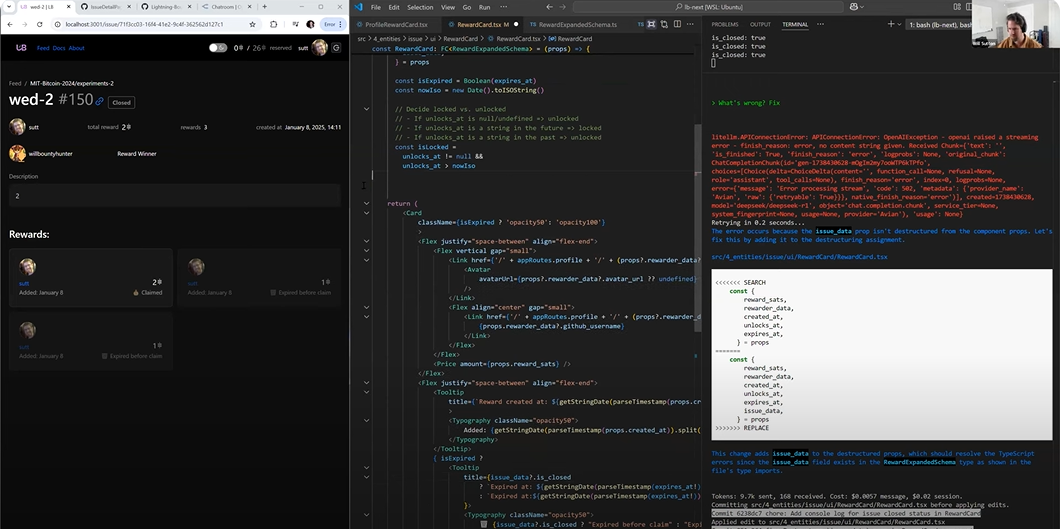 wed-2
IssueDetailPa
Lightning-Bo
Chatroom | C
localhost:3001/issue/71f3cc03-16f4-41e2-9c4f-362562d127c1
Error
Feed Docs About
0 / 26 reserved sutt
Feed / MIT-Bitcoin-2024/experiments-2
wed-2 #150 Closed
sutt total reward 2 rewards 3 created at January 8, 2025, 14:11
willbountyhunter Reward Winner
Description
2
Rewards:
sutt 2
Added: January 8 Claimed
sutt 1
Added: January 8 Expired before claim
sutt 1
Added: January 8 Expired before claim
File Edit Selection View Go Run ···
lb-next [WSL: Ubuntu]
ProfileRewardCard.tsx RewardCard.tsx M RewardExpandedSchema.ts
src > 4_entities > issue > ui > RewardCard > RewardCard.tsx > RewardCard
const RewardCard: FC<RewardExpandedSchema> = (props) => {
} = props
const isExpired = Boolean(expires_at)
const nowIso = new Date().toISOString()
// Decide locked vs. unlocked
// - If unlocks_at is null/undefined => unlocked
// - If unlocks_at is a string in the future => locked
// - If unlocks_at is a string in the past => unlocked
const isLocked =
unlocks_at != null &&
unlocks_at > nowIso
return (
<Card
className={isExpired ? 'opacity50' : 'opacity100'}
>
<Flex justify="space-between" align="flex-end">
<Flex vertical gap="small">
<Link href={'/' + appRoutes.profile + '/' + (props?.rewarder_data?
<Avatar
avatarUrl={props?.rewarder_data?.avatar_url ?? undefined}
/>
</Link>
<Flex align="center" gap="small">
<Link href={'/' + appRoutes.profile + '/' + (props?.rewarder_d
{props.rewarder_data?.github_username}
</Link>
</Flex>
</Flex>
<Price amount={props.reward_sats} />
</Flex>
<Flex justify="space-between" align="flex-end">
<Tooltip
title={`Reward created at: ${getStringDate(parseTimestamp(props.cr
>
<Typography className="opacity50">
Added: {getStringDate(parseTimestamp(props.created_at)).split(
</Typography>
</Tooltip>
{ isExpired ?
<Tooltip
title={issue_data?.is_closed
? `Expired at: ${getStringDate(parseTimestamp(expires_at!)
: `Expired at:${getStringDate(parseTimestamp(expires_at!))
}
<Typography className="opacity50">
{issue_data?.is_closed ? "Expired before claim" : "Expi
PROBLEMS OUTPUT TERMINAL ··· 1: bash (lb-next), bash
Will Sutton
is_closed: true
is_closed: true
is_closed: true
> What's wrong? Fix
litellm.APIConnectionError: APIConnectionError: OpenAIException - openai raised a streaming
error - finish_reason: error, no content string given. Received Chunk={'text': '',
'is_finished': True, 'finish_reason': 'error', 'logprobs': None, 'original_chunk':
choices=[Choice(delta=ChoiceDelta(content='', function_call=None, refusal=None,
role='assistant', tool_calls=None), finish_reason='error', index=0, logprobs=None,
error={'message': 'Error processing stream', 'code': 502, 'metadata': {'provider_name':
'Avian', 'raw': {'retryable': True}}}, native_finish_reason='error')], created=1738430628,
model='deepseek/deepseek-r1', object='chat.completion.chunk', service_tier=None,
system_fingerprint=None, usage=None, provider='Avian'), 'usage': None}
Retrying in 0.2 seconds...
The error occurs because the issue_data prop isn't destructured from the component props. Let's
fix this by adding it to the destructuring assignment.
src/4_entities/issue/ui/RewardCard/RewardCard.tsx
<<<<<<< SEARCH
const {
reward_sats,
rewarder_data,
created_at,
unlocks_at,
expires_at,
} = props
=======
const {
reward_sats,
rewarder_data,
created_at,
unlocks_at,
expires_at,
issue_data,
} = props
>>>>>>> REPLACE
This change adds issue_data to the destructured props, which should resolve the TypeScript
errors since the issue_data field exists in the RewardExpandedSchema type as shown in the
file's type imports.
Tokens: 9.7k sent, 168 received. Cost: $0.0057 message, $0.02 session.
Committing src/4_entities/issue/ui/RewardCard/RewardCard.tsx before applying edits.
Commit 6238dc7 chore: Add console log for issue closed status in RewardCard
Applied edit to src/4_entities/issue/ui/RewardCard/RewardCard.tsx